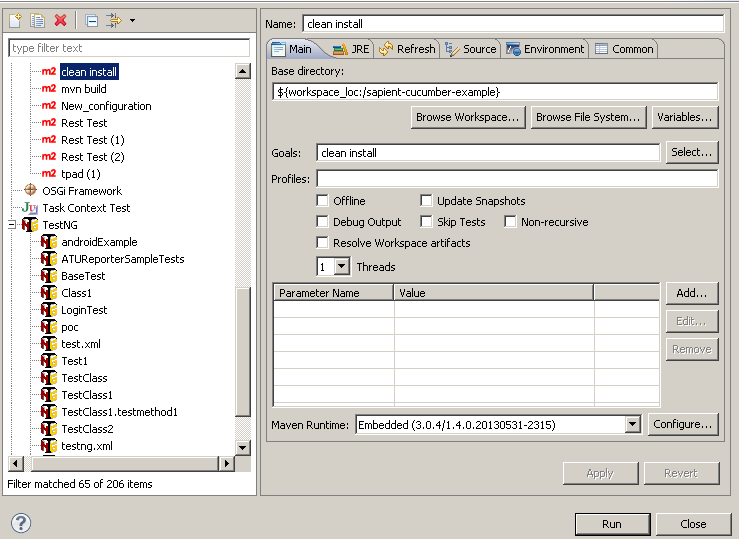 type filter text
m2 clean install
m2 mvn build
m2 New_configuration
m2 Rest Test
m2 Rest Test (1)
m2 Rest Test (2)
m2 tpad (1)
OSGi Framework
Ju Task Context Test
TestNG
androidExample
ATUReporterSampleTests
BaseTest
Class1
LoginTest
poc
test.xml
Test1
TestClass
TestClass1
TestClass1.testmethod1
TestClass2
testng.xml
Filter matched 65 of 206 items
Name: clean install
Main JRE Refresh Source Environment Common
Base directory:
${workspace_loc:/sapient-cucumber-example}
Browse Workspace... Browse File System... Variables...
Goals: clean install Select...
Profiles:
Offline Update Snapshots
Debug Output Skip Tests Non-recursive
Resolve Workspace artifacts
1 Threads
Parameter Name Value Add...
Edit...
Remove
Maven Runtime: Embedded (3.0.4/1.4.0.20130531-2315) Configure...
Apply Revert
? Run Close